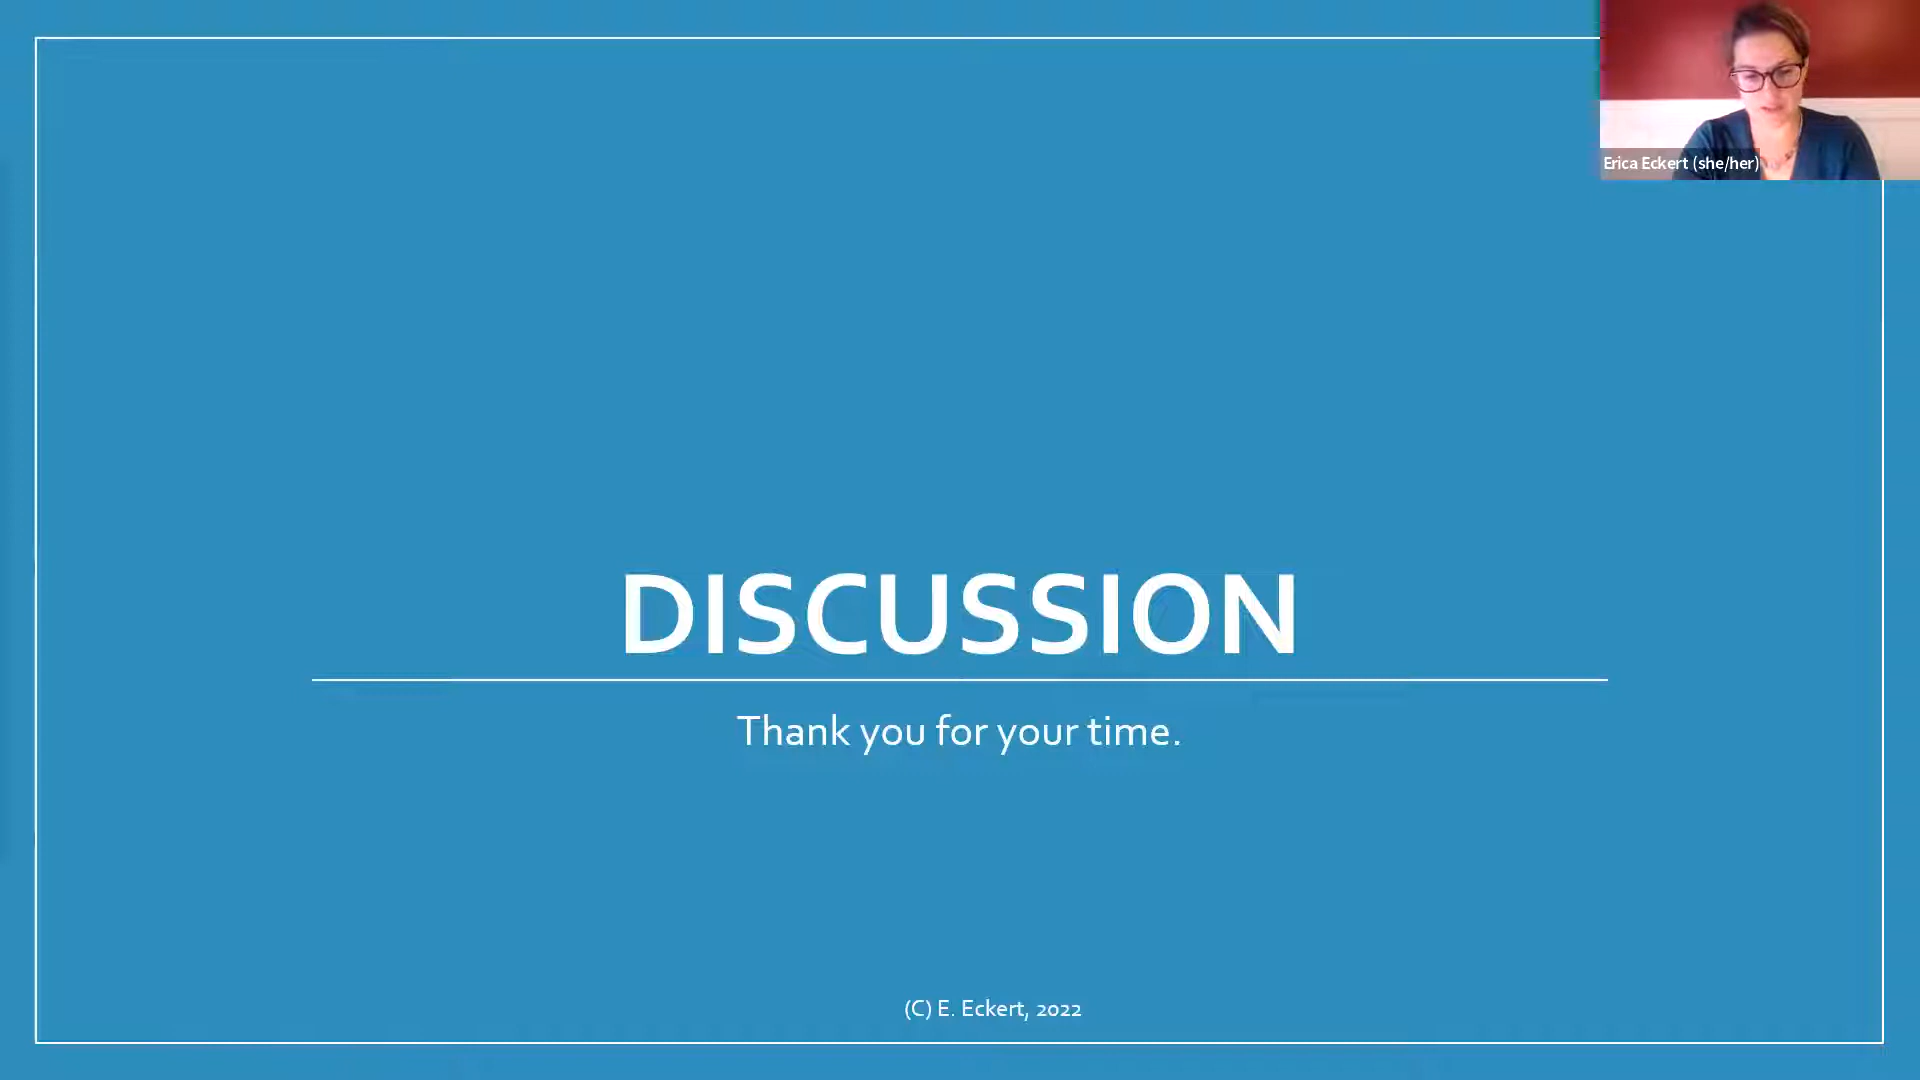 Erica Eckert (she/her)
DISCUSSION
Thank you for your time.
(C) E. Eckert, 2022